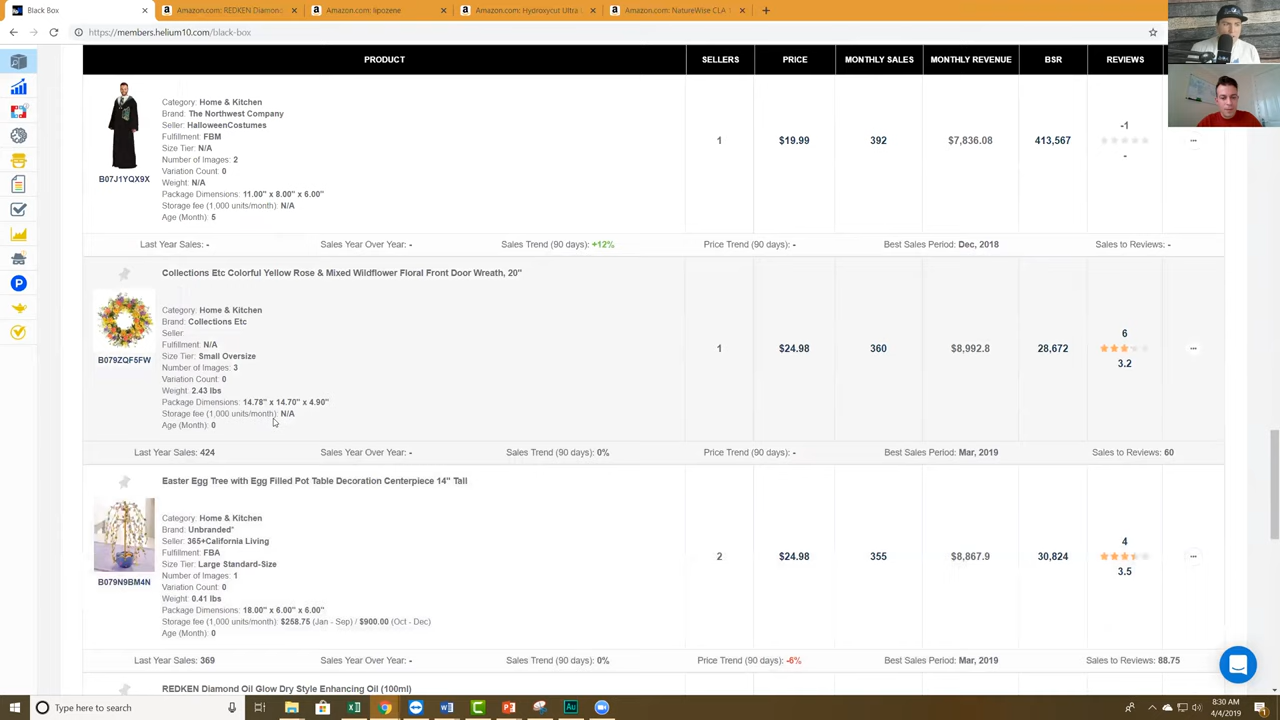 Black Box
Amazon.com: REDKEN Diamond
Amazon.com: lipozene
Amazon.com: Hydroxycut Ultra
Amazon.com: NatureWise CLA
https://members.helium10.com/black-box
PRODUCT SELLERS PRICE MONTHLY SALES MONTHLY REVENUE BSR REVIEWS
Category: Home & Kitchen
Brand: The Northwest Company
Seller: HalloweenCostumes
Fulfillment: FBM
Size Tier: N/A
Number of Images: 2
Variation Count: 0
Weight: N/A
Package Dimensions: 11.00" x 8.00" x 6.00"
Storage fee (1,000 units/month): N/A
Age (Month): 5
B07J1YQX9X
1 $19.99 392 $7,836.08 413,567 -1
-
Last Year Sales: - Sales Year Over Year: - Sales Trend (90 days): +12% Price Trend (90 days): - Best Sales Period: Dec, 2018 Sales to Reviews: -
Collections Etc Colorful Yellow Rose & Mixed Wildflower Floral Front Door Wreath, 20"
Category: Home & Kitchen
Brand: Collections Etc
Seller:
Fulfillment: N/A
Size Tier: Small Oversize
Number of Images: 3
Variation Count: 0
Weight: 2.43 lbs
Package Dimensions: 14.78" x 14.70" x 4.90"
Storage fee (1,000 units/month): N/A
Age (Month): 0
B079ZQF5FW
1 $24.98 360 $8,992.8 28,672 6
3.2
Last Year Sales: 424 Sales Year Over Year: - Sales Trend (90 days): 0% Price Trend (90 days): - Best Sales Period: Mar, 2019 Sales to Reviews: 60
Easter Egg Tree with Egg Filled Pot Table Decoration Centerpiece 14" Tall
Category: Home & Kitchen
Brand: Unbranded*
Seller: 365+California Living
Fulfillment: FBA
Size Tier: Large Standard-Size
Number of Images: 1
Variation Count: 0
Weight: 0.41 lbs
Package Dimensions: 18.00" x 6.00" x 6.00"
Storage fee (1,000 units/month): $258.75 (Jan - Sep) / $900.00 (Oct - Dec)
Age (Month): 0
B079N9BM4N
2 $24.98 355 $8,867.9 30,824 4
3.5
Last Year Sales: 369 Sales Year Over Year: - Sales Trend (90 days): 0% Price Trend (90 days): -6% Best Sales Period: Mar, 2019 Sales to Reviews: 88.75
REDKEN Diamond Oil Glow Dry Style Enhancing Oil (100ml)
Type here to search
8:30 AM
4/4/2019